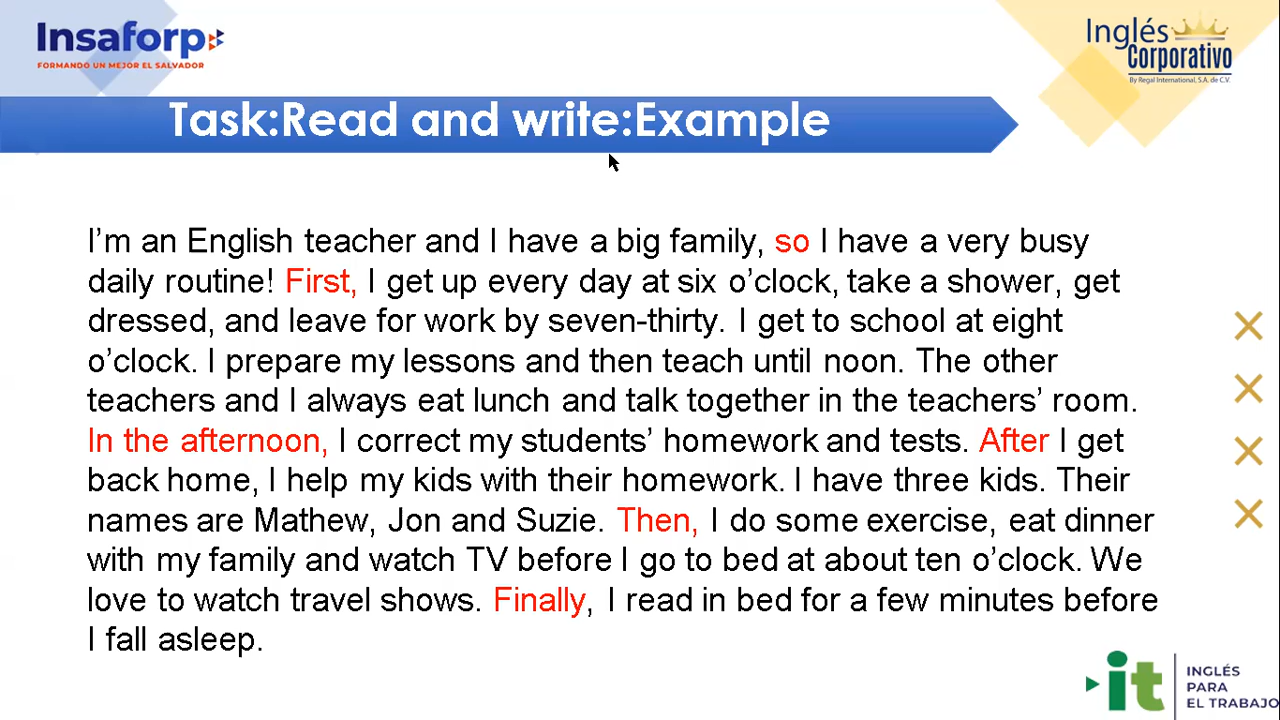 Insaforp
FORMANDO UN MEJOR EL SALVADOR
Inglés
Corporativo
By Regal International, S.A. de C.V.
Task:Read and write:Example
I'm an English teacher and I have a big family, so I have a very busy
daily routine! First, I get up every day at six o'clock, take a shower, get
dressed, and leave for work by seven-thirty. I get to school at eight
o'clock. I prepare my lessons and then teach until noon. The other
teachers and I always eat lunch and talk together in the teachers' room.
In the afternoon, I correct my students' homework and tests. After I get
back home, I help my kids with their homework. I have three kids. Their
names are Mathew, Jon and Suzie. Then, I do some exercise, eat dinner
with my family and watch TV before I go to bed at about ten o'clock. We
love to watch travel shows. Finally, I read in bed for a few minutes before
I fall asleep.
it
INGLÉS
PARA
EL TRABAJO